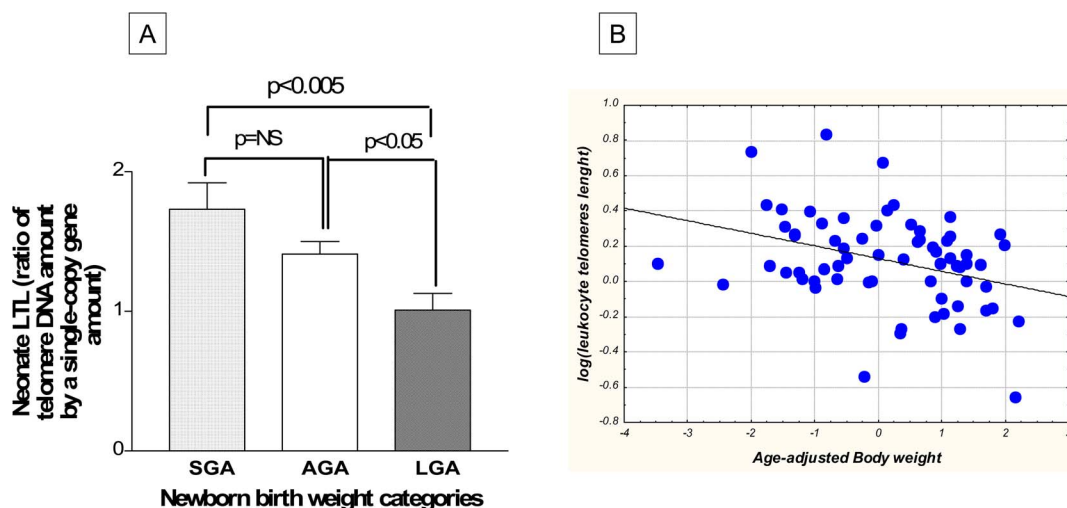 A
p<0.005
p=NS
p<0.05
2
1
0
Neonate LTL (ratio of
telomere DNA amount
by a single-copy gene
amount)
SGA AGA LGA
Newborn birth weight categories
B
1.0
0.8
0.6
0.4
0.2
0.0
-0.2
-0.4
-0.6
-0.8
log(leukocyte telomeres lenght)
-4 -3 -2 -1 0 1 2 3
Age-adjusted Body weight